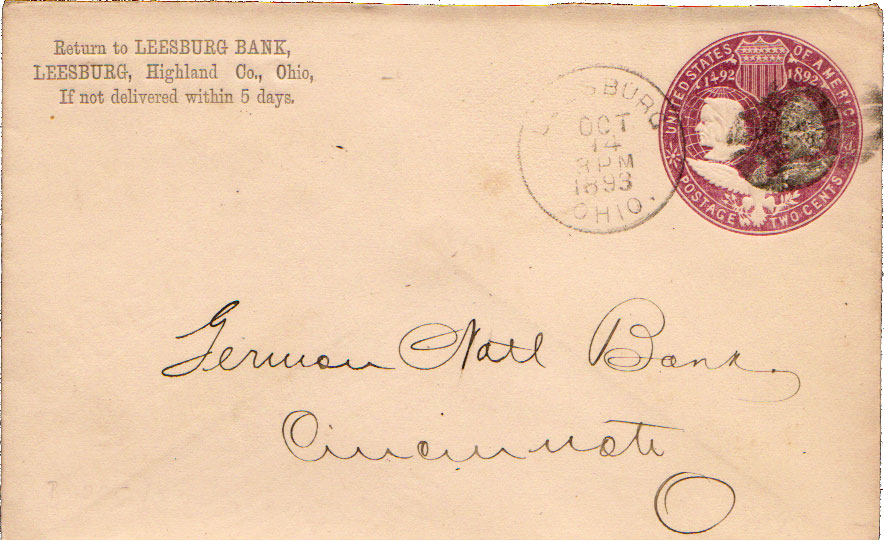 Return to LEESBURG BANK,
LEESBURG, Highland Co., Ohio,
If not delivered within 5 days.
LEESBURG
OCT
14
3 PM
1893
OHIO.
UNITED STATES OF AMERICA
1492 1892
POSTAGE TWO CENTS
German Natl Bank,
Cincinnati
O